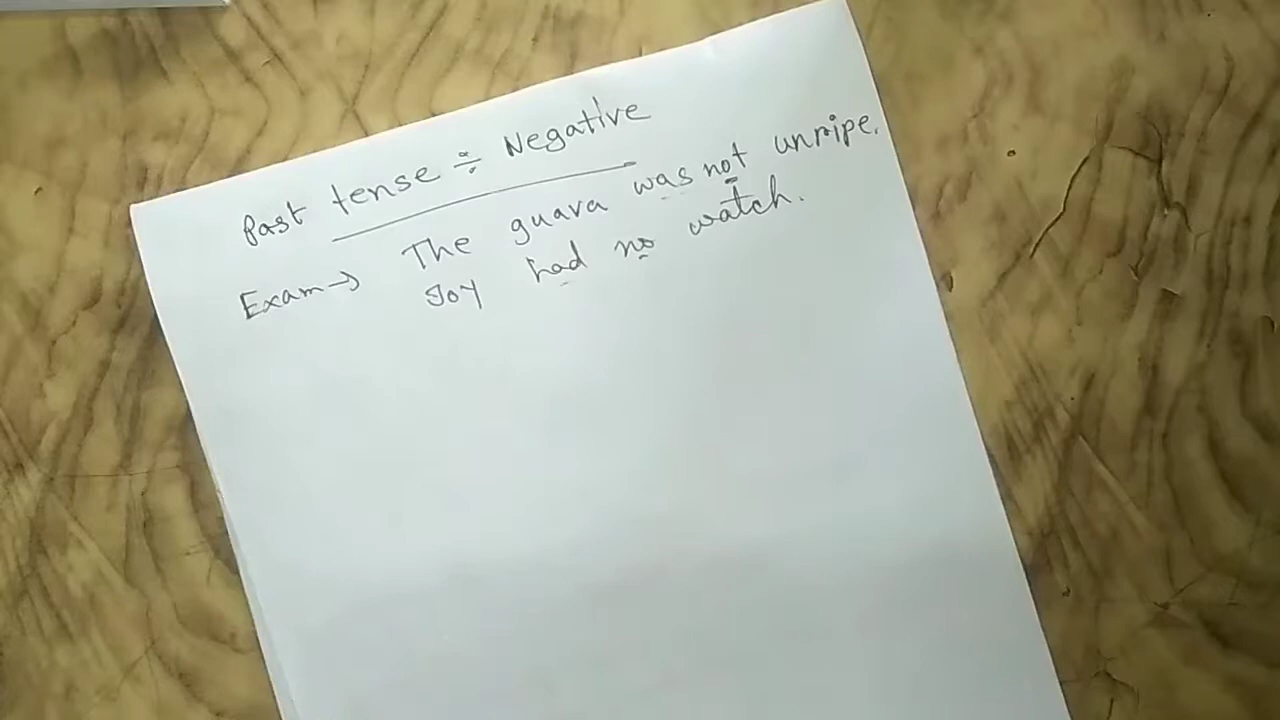 Past tense ÷ Negative
Exam→ The guava was not unripe.
Joy had no watch.